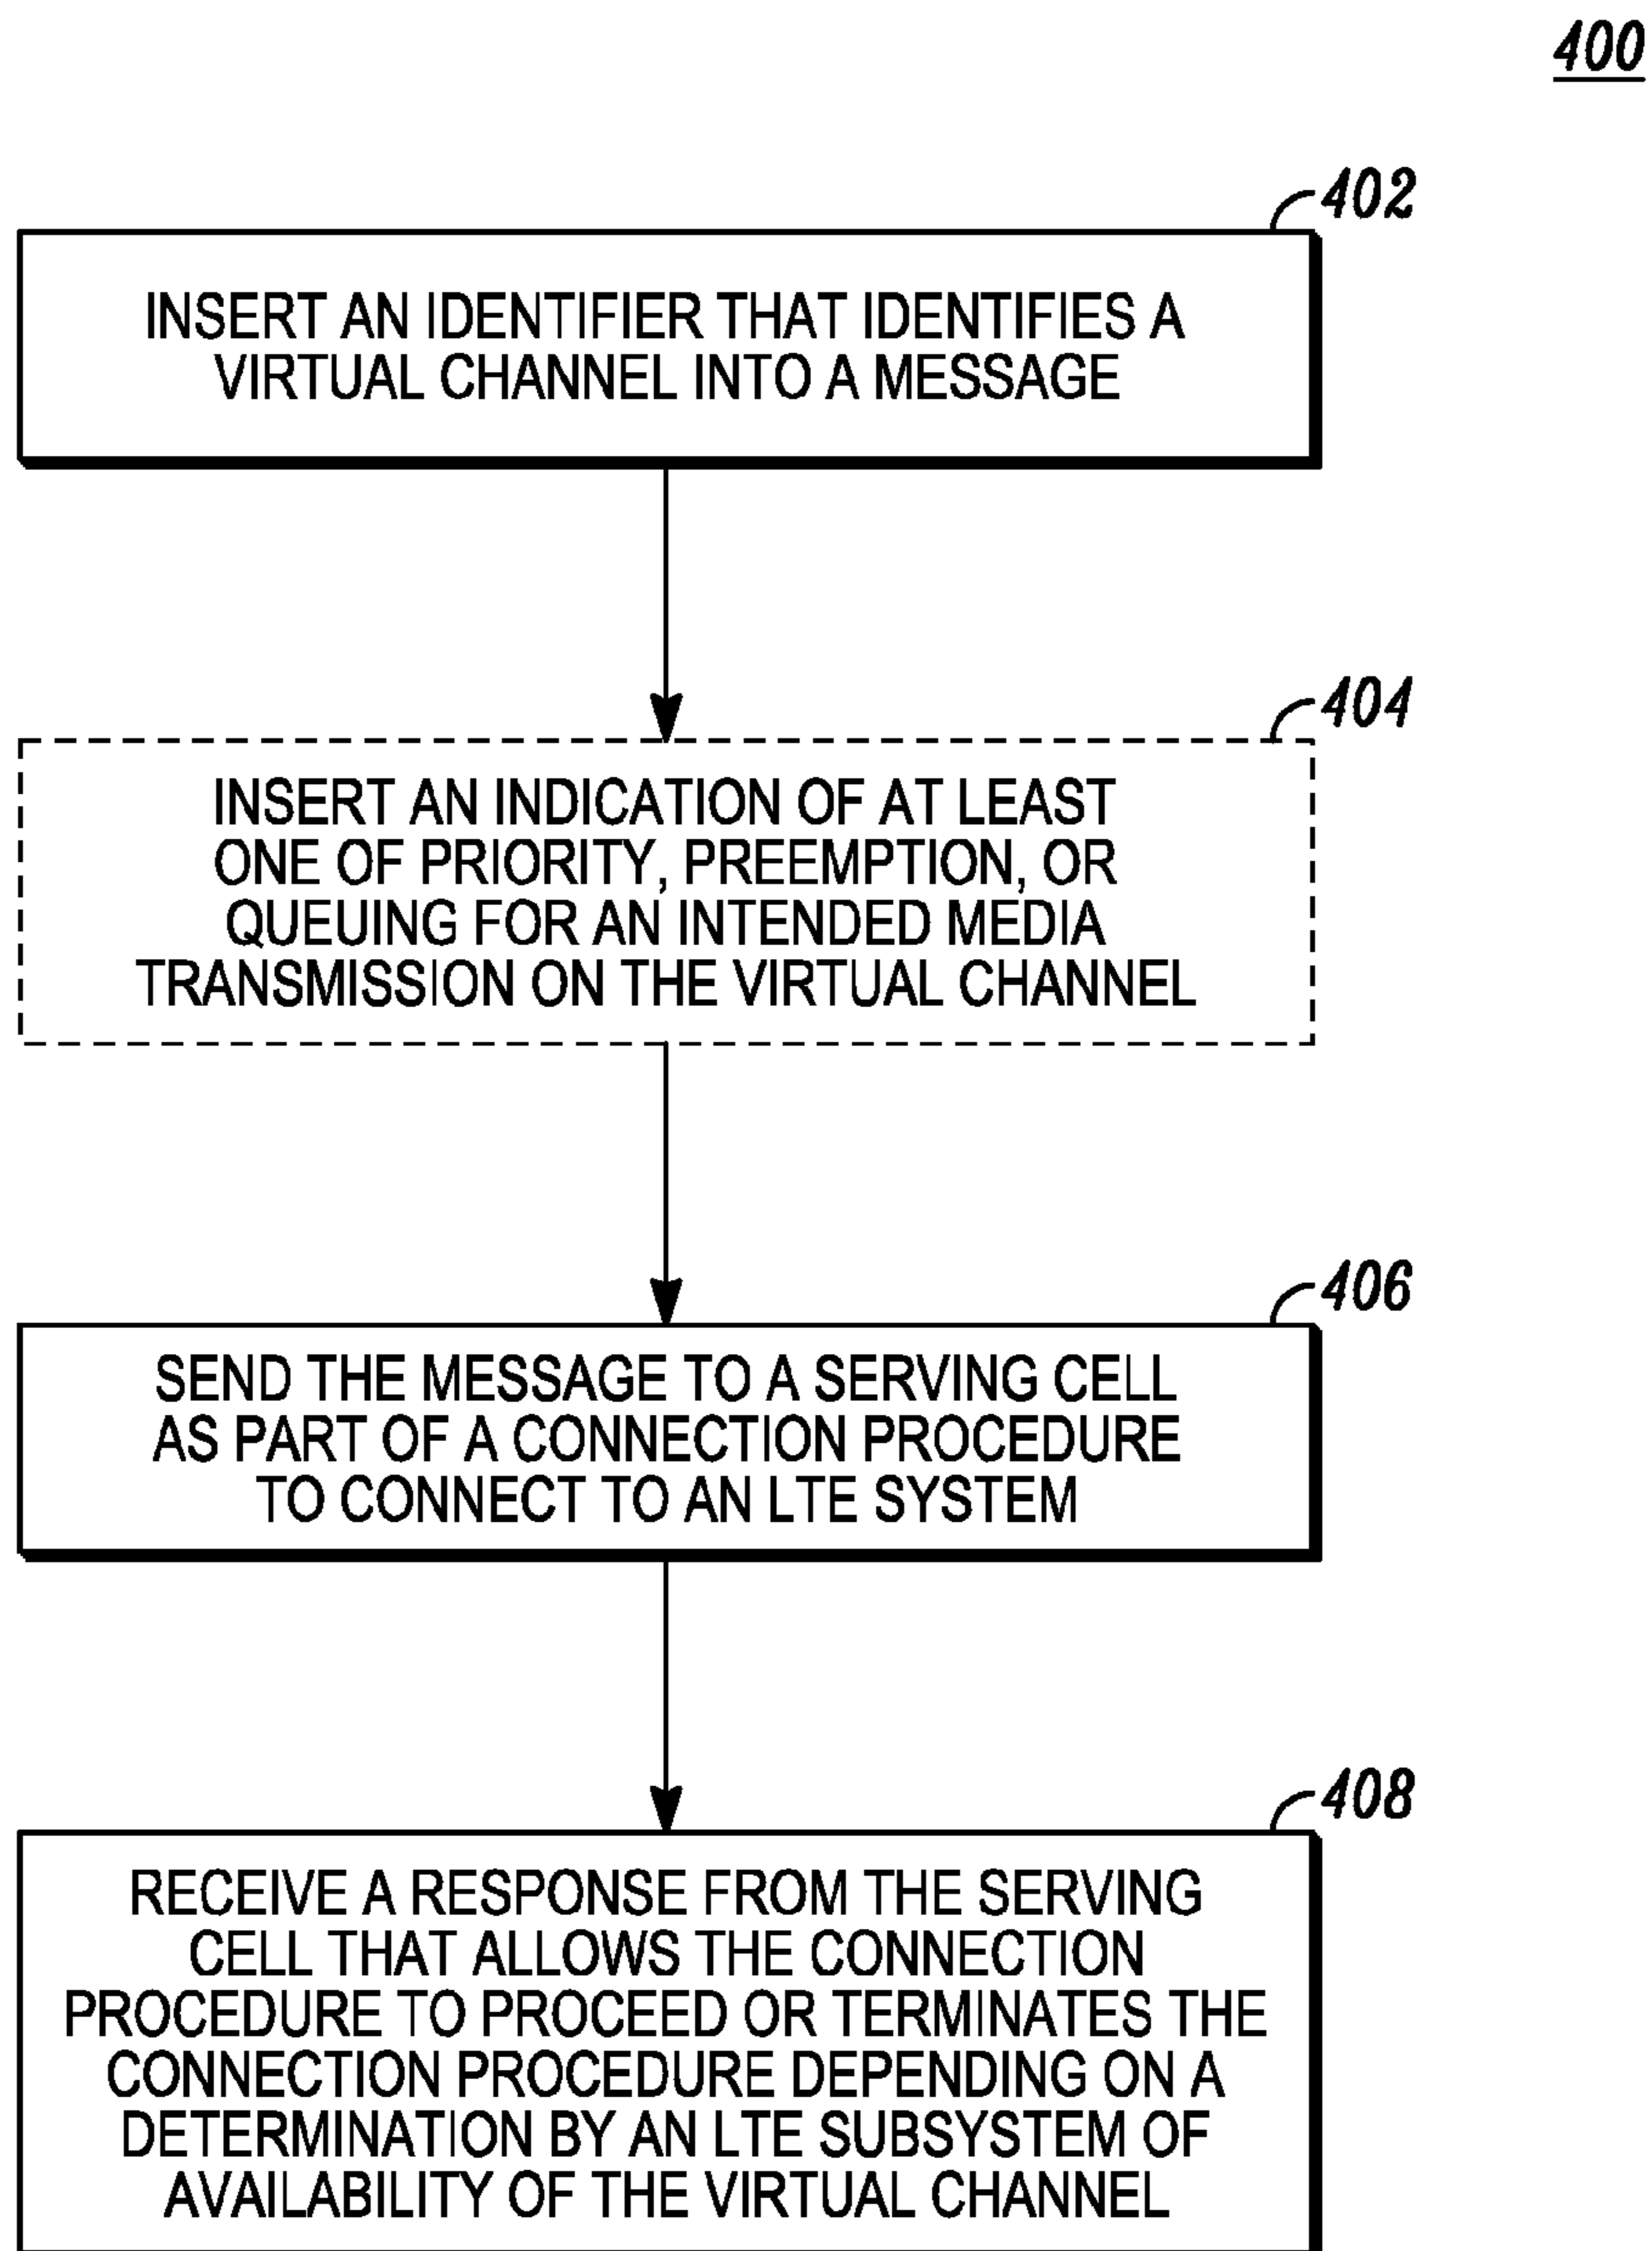 400
402
INSERT AN IDENTIFIER THAT IDENTIFIES A
VIRTUAL CHANNEL INTO A MESSAGE
404
INSERT AN INDICATION OF AT LEAST
ONE OF PRIORITY, PREEMPTION, OR
QUEUING FOR AN INTENDED MEDIA
TRANSMISSION ON THE VIRTUAL CHANNEL
406
SEND THE MESSAGE TO A SERVING CELL
AS PART OF A CONNECTION PROCEDURE
TO CONNECT TO AN LTE SYSTEM
408
RECEIVE A RESPONSE FROM THE SERVING
CELL THAT ALLOWS THE CONNECTION
PROCEDURE TO PROCEED OR TERMINATES THE
CONNECTION PROCEDURE DEPENDING ON A
DETERMINATION BY AN LTE SUBSYSTEM OF
AVAILABILITY OF THE VIRTUAL CHANNEL